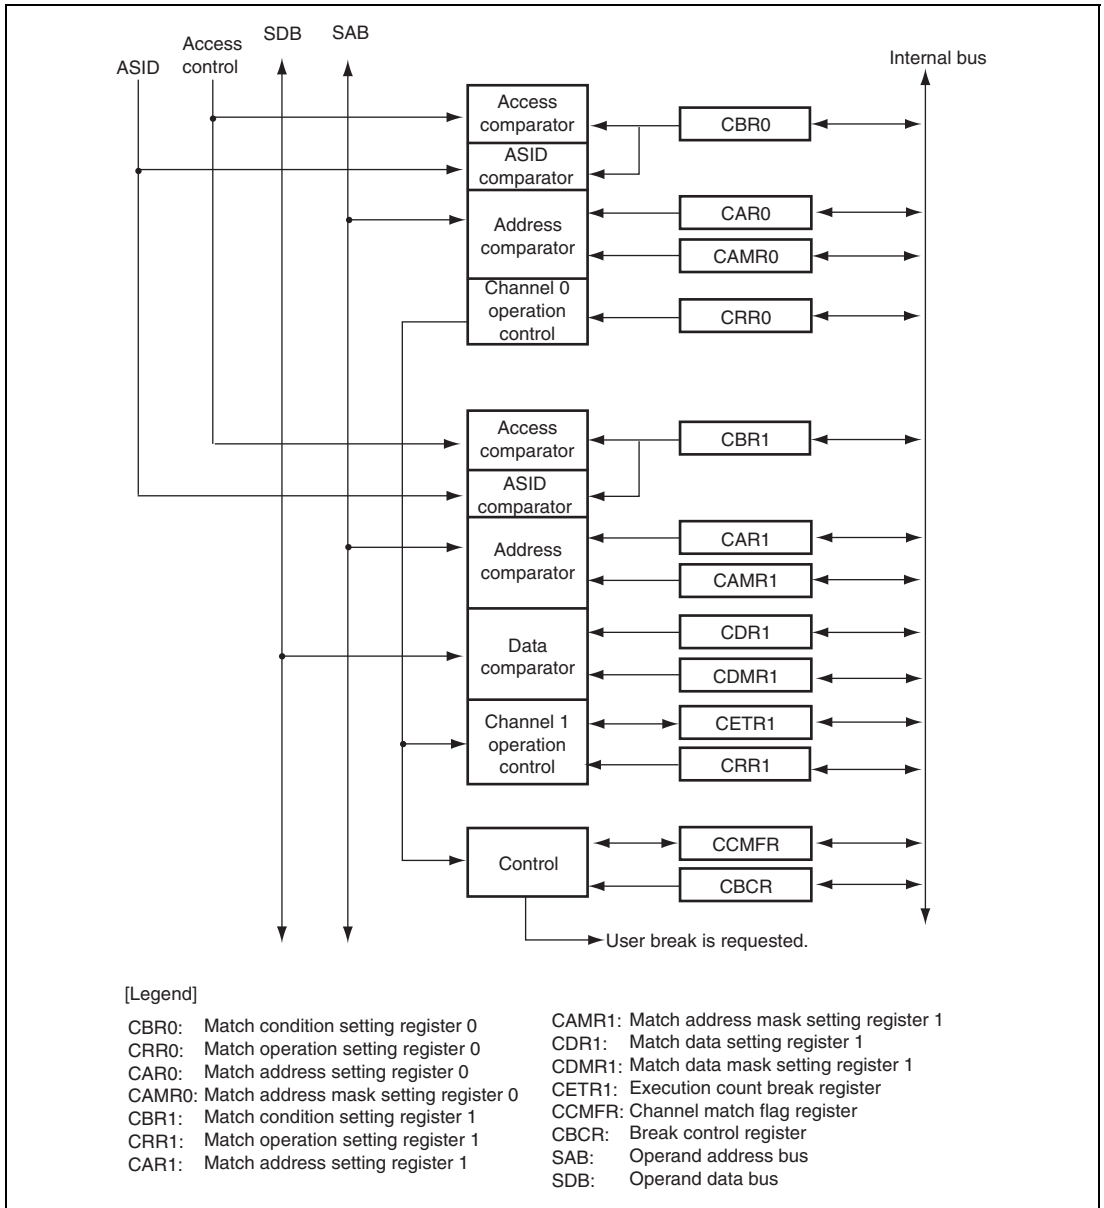 ASID
Access
control
SDB
SAB
Internal bus
Access
comparator
CBR0
ASID
comparator
Address
comparator
CAR0
CAMR0
Channel 0
operation
control
CRR0
Access
comparator
CBR1
ASID
comparator
Address
comparator
CAR1
CAMR1
Data
comparator
CDR1
CDMR1
Channel 1
operation
control
CETR1
CRR1
Control
CCMFR
CBCR
User break is requested.
[Legend]
CBR0: Match condition setting register 0
CRR0: Match operation setting register 0
CAR0: Match address setting register 0
CAMR0: Match address mask setting register 0
CBR1: Match condition setting register 1
CRR1: Match operation setting register 1
CAR1: Match address setting register 1
CAMR1: Match address mask setting register 1
CDR1: Match data setting register 1
CDMR1: Match data mask setting register 1
CETR1: Execution count break register
CCMFR: Channel match flag register
CBCR: Break control register
SAB: Operand address bus
SDB: Operand data bus